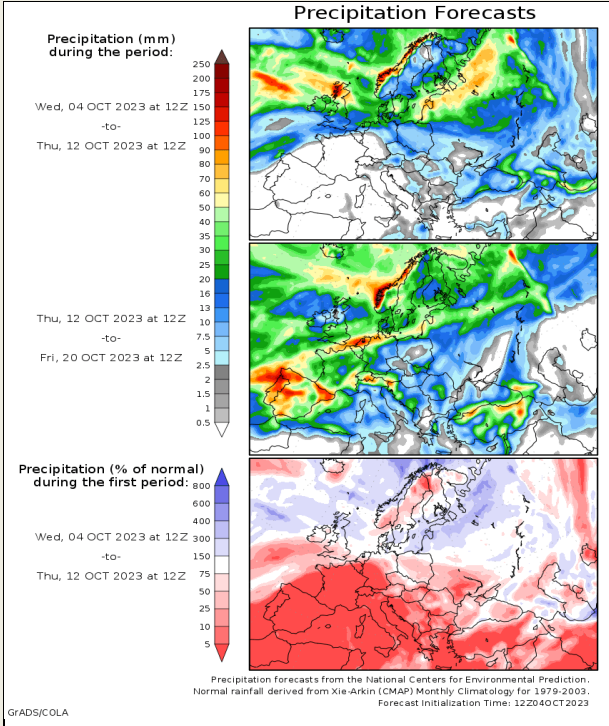 Precipitation Forecasts
Precipitation (mm)
during the period:
Wed, 04 OCT 2023 at 12Z
-to-
Thu, 12 OCT 2023 at 12Z
250
200
175
150
125
100
90
80
70
60
50
40
35
30
25
20
16
13
10
7.5
5
2.5
2
1.5
1
0.5
Thu, 12 OCT 2023 at 12Z
-to-
Fri, 20 OCT 2023 at 12Z
Precipitation (% of normal)
during the first period:
Wed, 04 OCT 2023 at 12Z
-to-
Thu, 12 OCT 2023 at 12Z
800
600
400
300
150
75
50
25
10
5
Precipitation forecasts from the National Centers for Environmental Prediction.
Normal rainfall derived from Xie-Arkin (CMAP) Monthly Climatology for 1979-2003.
Forecast Initialization Time: 12Z04OCT2023
GrADS/COLA